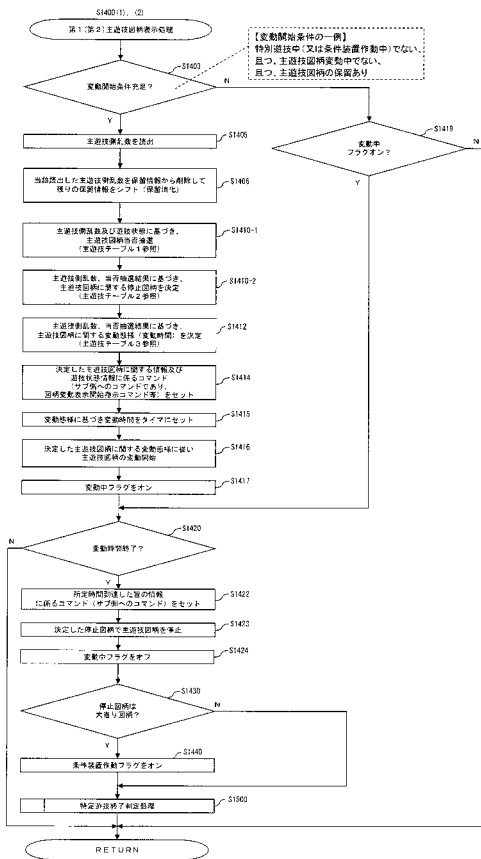 S1400(1), (2)
第1(第2)主遊技図柄表示処理
【変動開始条件の一例】
特別遊技中(又は条件装置作動中)でない、
且つ、主遊技図柄変動中でない、
且つ、主遊技図柄の保留あり
S1403
変動開始条件充足?
N
Y
S1419
変動中
フラグオン?
N
Y
S1405
主遊技側乱数を読出
S1406
当該読出した主遊技側乱数を保留情報から削除して
残りの保留情報をシフト(保留消化)
S1410-1
主遊技側乱数及び遊技状態に基づき、
主遊技図柄当否抽選
(主遊技テーブル1参照)
S1410-2
主遊技側乱数、当否抽選結果に基づき、
主遊技図柄に関する停止図柄を決定
(主遊技テーブル2参照)
S1412
主遊技側乱数、当否抽選結果に基づき、
主遊技図柄に関する変動態様(変動時間)を決定
(主遊技テーブル3参照)
S1414
決定した主遊技図柄に関する情報及び
遊技状態情報に係るコマンド
(サブ側へのコマンドであり、
図柄変動表示開始指示コマンド等)をセット
S1415
変動態様に基づき変動時間をタイマにセット
S1416
決定した主遊技図柄に関する変動態様に従い
主遊技図柄の変動開始
S1417
変動中フラグをオン
S1420
変動時間終了?
N
Y
S1422
所定時間到達した旨の情報
に係るコマンド(サブ側へのコマンド)をセット
S1423
決定した停止図柄で主遊技図柄を停止
S1424
変動中フラグをオフ
S1430
停止図柄は
大当り図柄?
N
Y
S1440
条件装置作動フラグをオン
S1500
特定遊技終了判定処理
RETURN